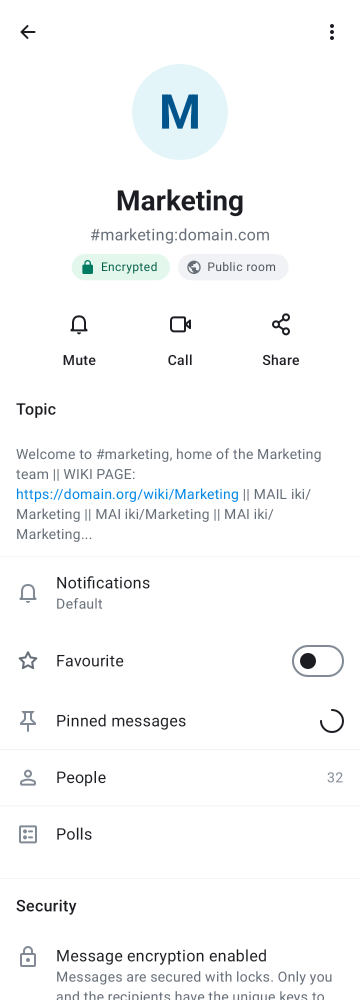 M
Marketing
#marketing:domain.com
Encrypted
Public room
Mute
Call
Share
Topic
Welcome to #marketing, home of the Marketing
team || WIKI PAGE:
https://domain.org/wiki/Marketing || MAIL iki/
Marketing || MAI iki/Marketing || MAI iki/
Marketing...
Notifications
Default
Favourite
Pinned messages
People 32
Polls
Security
Message encryption enabled
Messages are secured with locks. Only you
and the recipients have the unique keys to